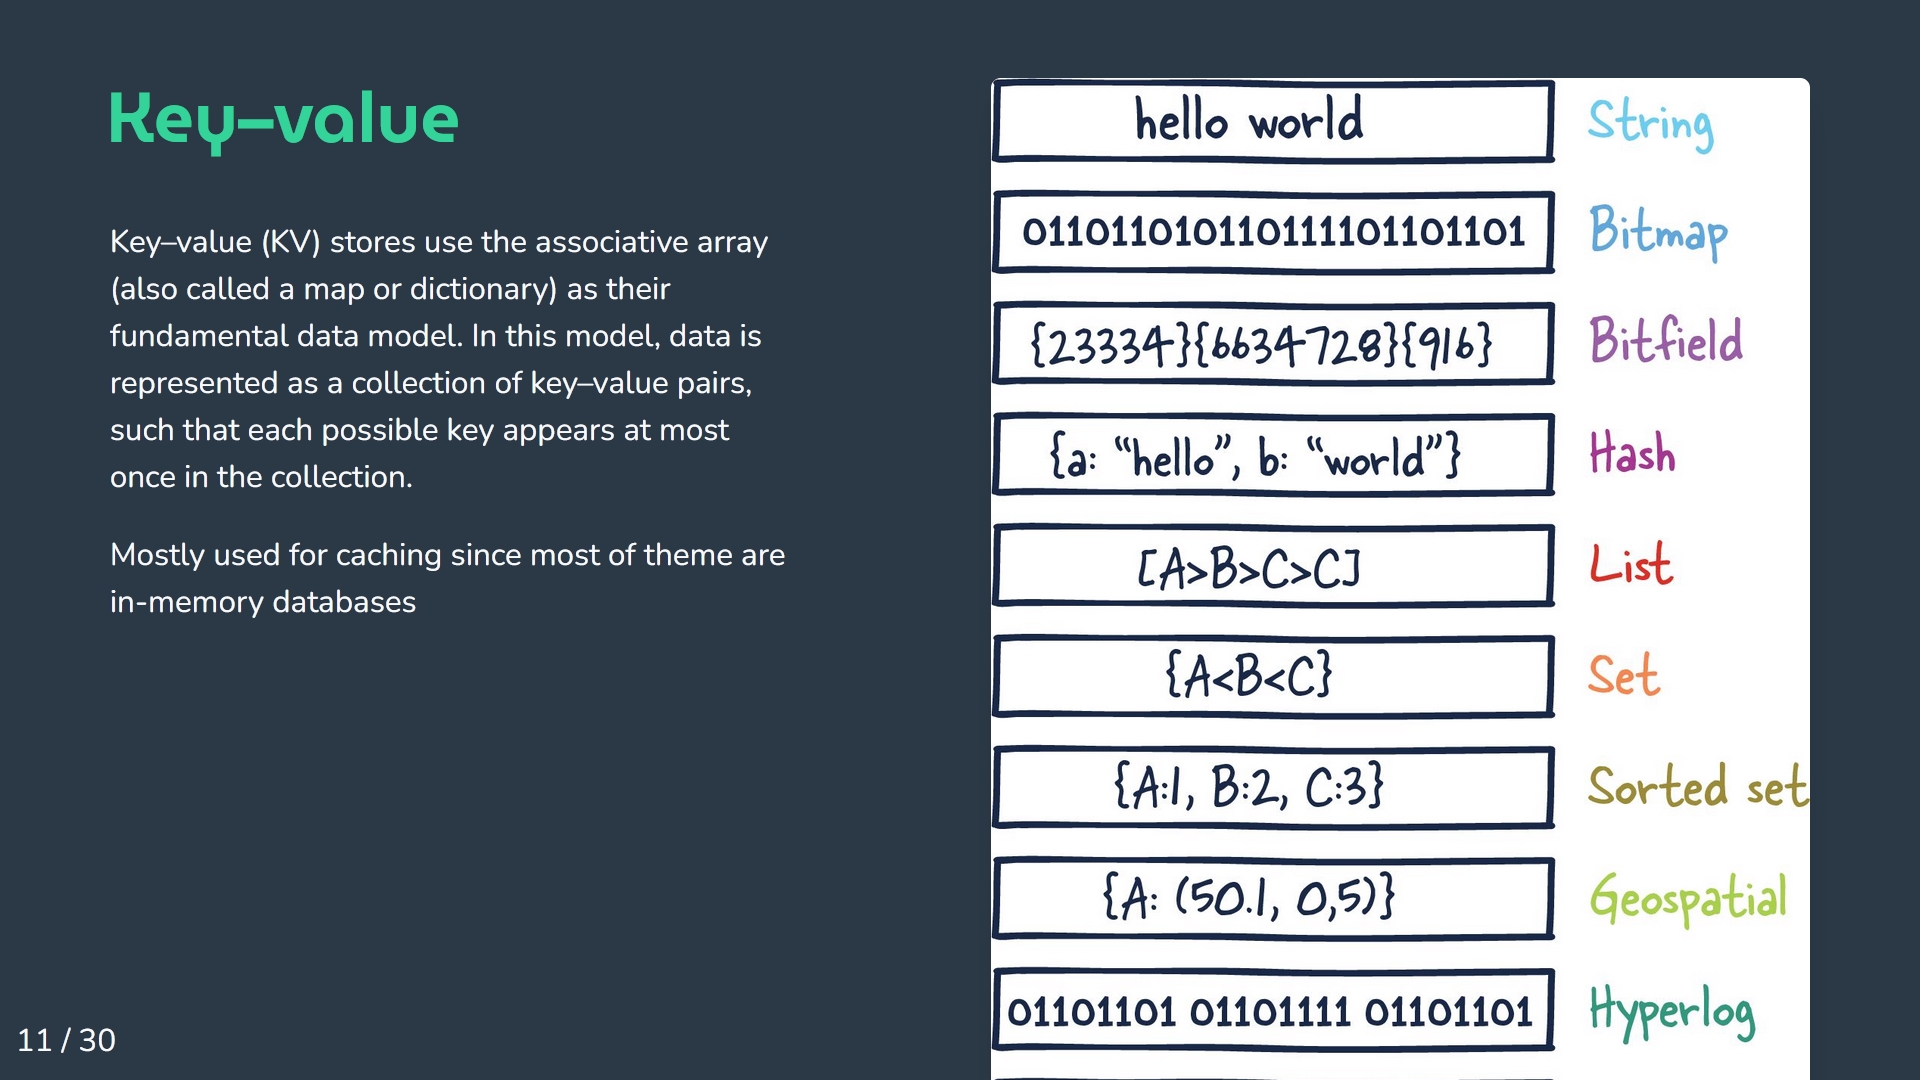 Key–value
Key–value (KV) stores use the associative array
(also called a map or dictionary) as their
fundamental data model. In this model, data is
represented as a collection of key–value pairs,
such that each possible key appears at most
once in the collection.
Mostly used for caching since most of theme are
in-memory databases
hello world String
011011010110111101101101 Bitmap
{23334}{6634728}{916} Bitfield
{a: “hello”, b: “world”} Hash
[A>B>C>C] List
{A<B<C} Set
{A:1, B:2, C:3} Sorted set
{A: (50.1, 0,5)} Geospatial
01101101 01101111 01101101 Hyperlog
11 / 30